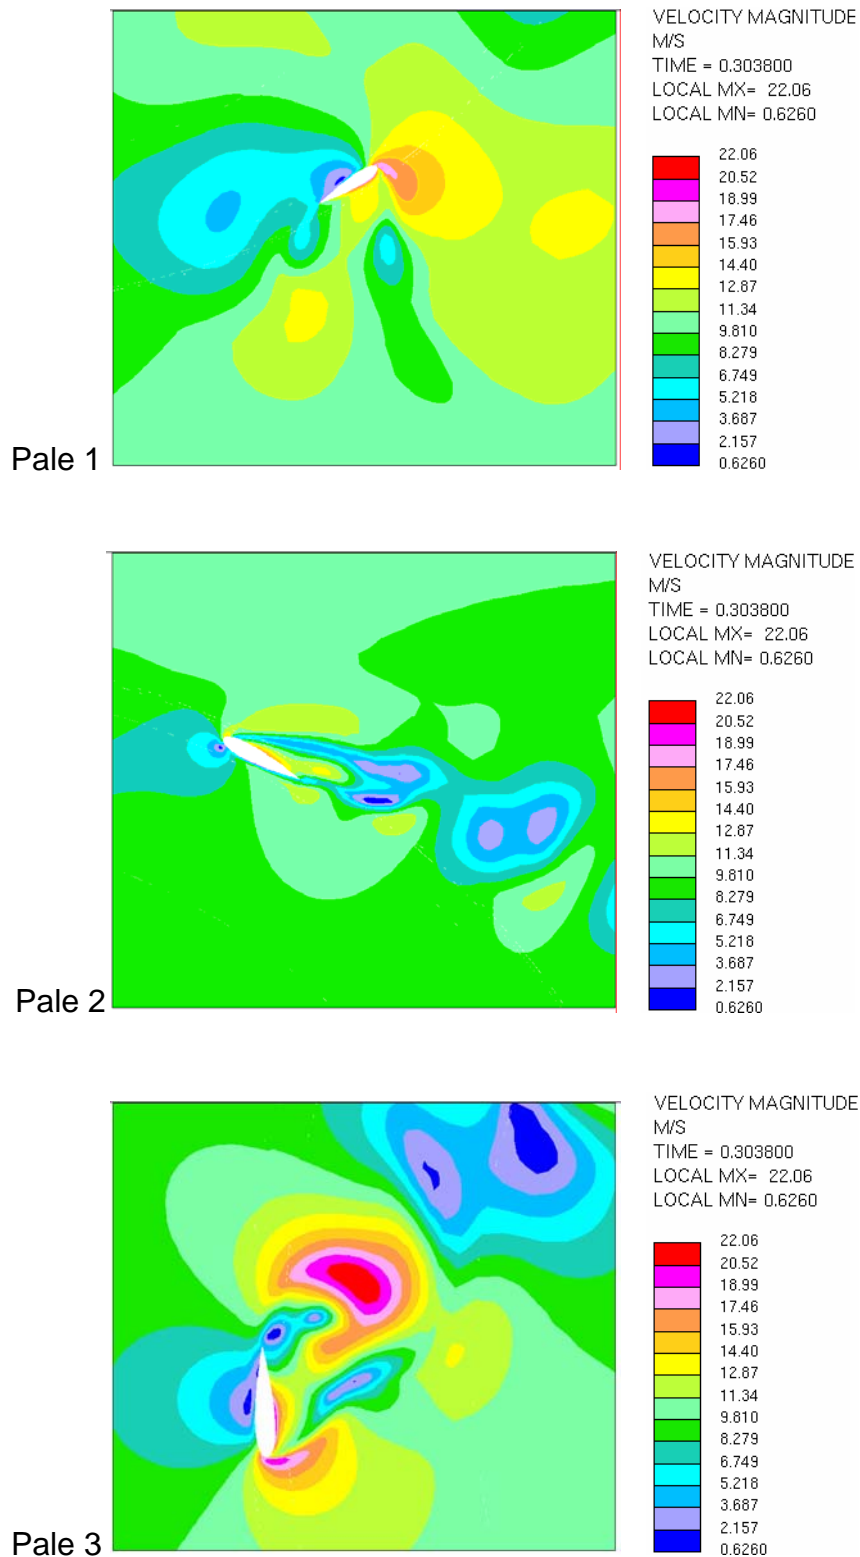 VELOCITY MAGNITUDE
M/S
TIME = 0.303800
LOCAL MX= 22.06
LOCAL MN= 0.6260
22.06
20.52
18.99
17.46
15.93
14.40
12.87
11.34
9.810
8.279
6.749
5.218
3.687
2.157
0.6260
Pale 1
VELOCITY MAGNITUDE
M/S
TIME = 0.303800
LOCAL MX= 22.06
LOCAL MN= 0.6260
22.06
20.52
18.99
17.46
15.93
14.40
12.87
11.34
9.810
8.279
6.749
5.218
3.687
2.157
0.6260
Pale 2
VELOCITY MAGNITUDE
M/S
TIME = 0.303800
LOCAL MX= 22.06
LOCAL MN= 0.6260
22.06
20.52
18.99
17.46
15.93
14.40
12.87
11.34
9.810
8.279
6.749
5.218
3.687
2.157
0.6260
Pale 3